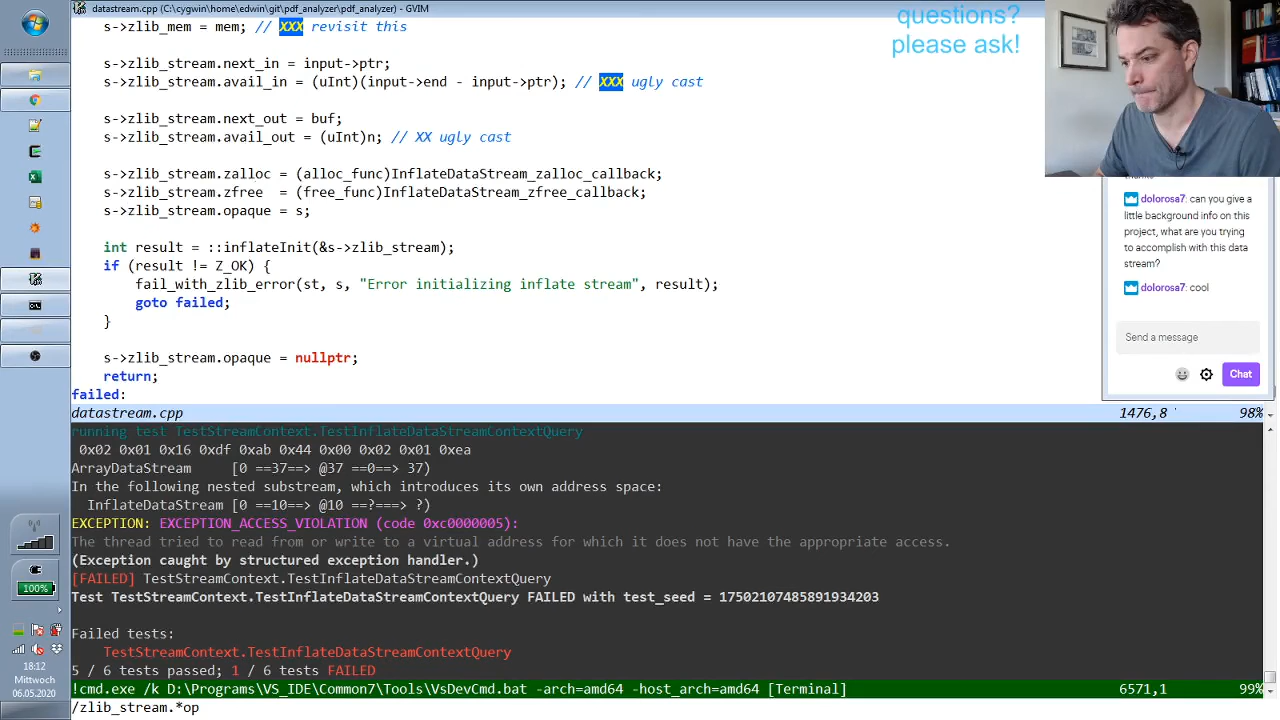 datastream.cpp (C:\cygwin\home\edwin\git\pdf_analyzer\pdf_analyzer) - GVIM
s->zlib_mem = mem; // XXX revisit this
s->zlib_stream.next_in = input->ptr;
s->zlib_stream.avail_in = (uInt)(input->end - input->ptr); // XXX ugly cast
s->zlib_stream.next_out = buf;
s->zlib_stream.avail_out = (uInt)n; // XX ugly cast
s->zlib_stream.zalloc = (alloc_func)InflateDataStream_zalloc_callback;
s->zlib_stream.zfree  = (free_func)InflateDataStream_zfree_callback;
s->zlib_stream.opaque = s;
int result = ::inflateInit(&s->zlib_stream);
if (result != Z_OK) {
fail_with_zlib_error(st, s, "Error initializing inflate stream", result);
goto failed;
}
s->zlib_stream.opaque = nullptr;
return;
failed:
datastream.cpp 1476,8 98%
running test TestStreamContext.TestInflateDataStreamContextQuery
0x02 0x01 0x16 0xdf 0xab 0x44 0x00 0x02 0x01 0xea
ArrayDataStream     [0 ==37==> @37 ==0==> 37)
In the following nested substream, which introduces its own address space:
InflateDataStream [0 ==10==> @10 ==?===> ?)
EXCEPTION: EXCEPTION_ACCESS_VIOLATION (code 0xc0000005):
The thread tried to read from or write to a virtual address for which it does not have the appropriate access.
(Exception caught by structured exception handler.)
[FAILED] TestStreamContext.TestInflateDataStreamContextQuery
Test TestStreamContext.TestInflateDataStreamContextQuery FAILED with test_seed = 17502107485891934203
Failed tests:
TestStreamContext.TestInflateDataStreamContextQuery
5 / 6 tests passed; 1 / 6 tests FAILED
!cmd.exe /k D:\Programs\VS_IDE\Common7\Tools\VsDevCmd.bat -arch=amd64 -host_arch=amd64 [Terminal] 6571,1 99%
/zlib_stream.*op
questions?
please ask!
dolorosa7: can you give a
little background info on this
project, what are you trying
to accomplish with this data
stream?
dolorosa7: cool
Send a message
Chat
100%
18:12
Mittwoch
06.05.2020